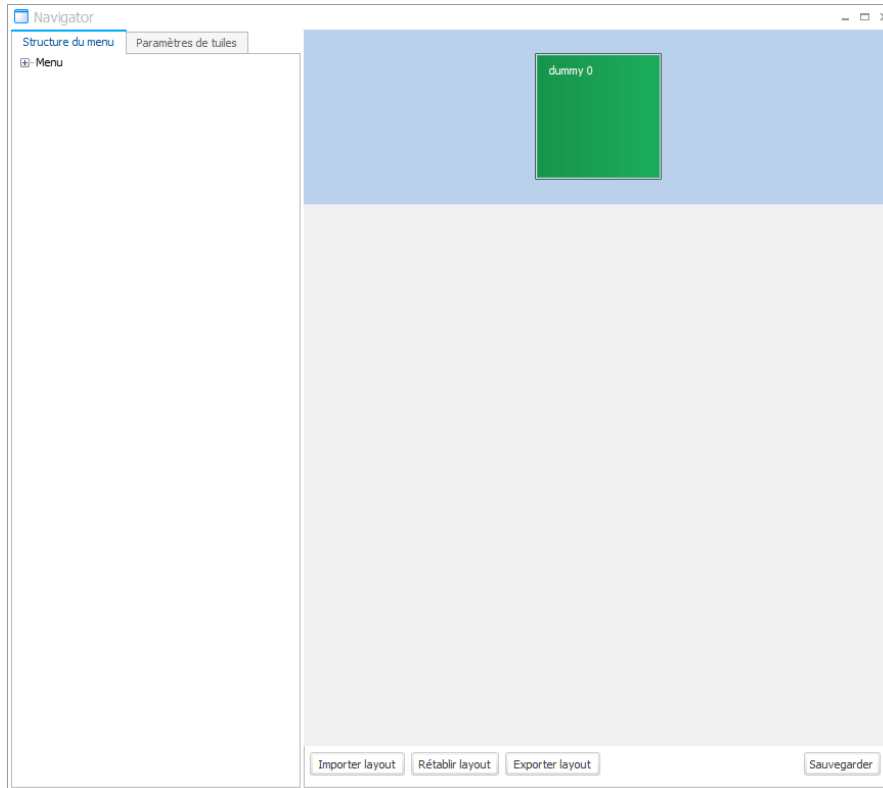 Navigator
Structure du menu
Paramètres de tuiles
Menu
dummy 0
Importer layout
Rétablir layout
Exporter layout
Sauvegarder